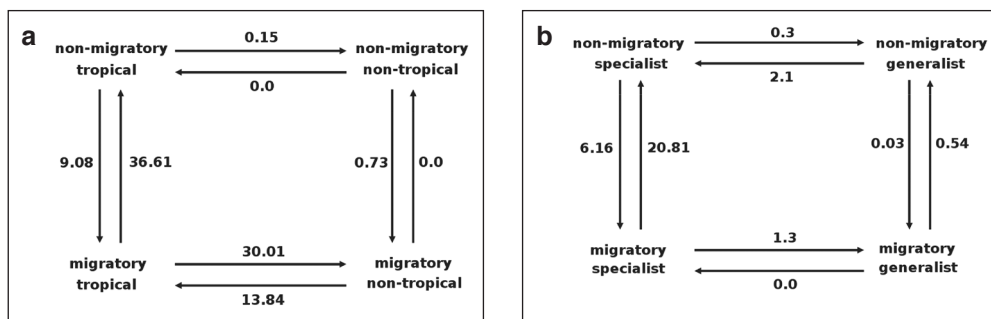 a
0.15
non-migratory
tropical
non-migratory
non-tropical
0.0
9.08
36.61
0.73
0.0
migratory
tropical
30.01
migratory
non-tropical
13.84
b
0.3
non-migratory
specialist
non-migratory
generalist
2.1
6.16
20.81
0.03
0.54
migratory
specialist
1.3
migratory
generalist
0.0